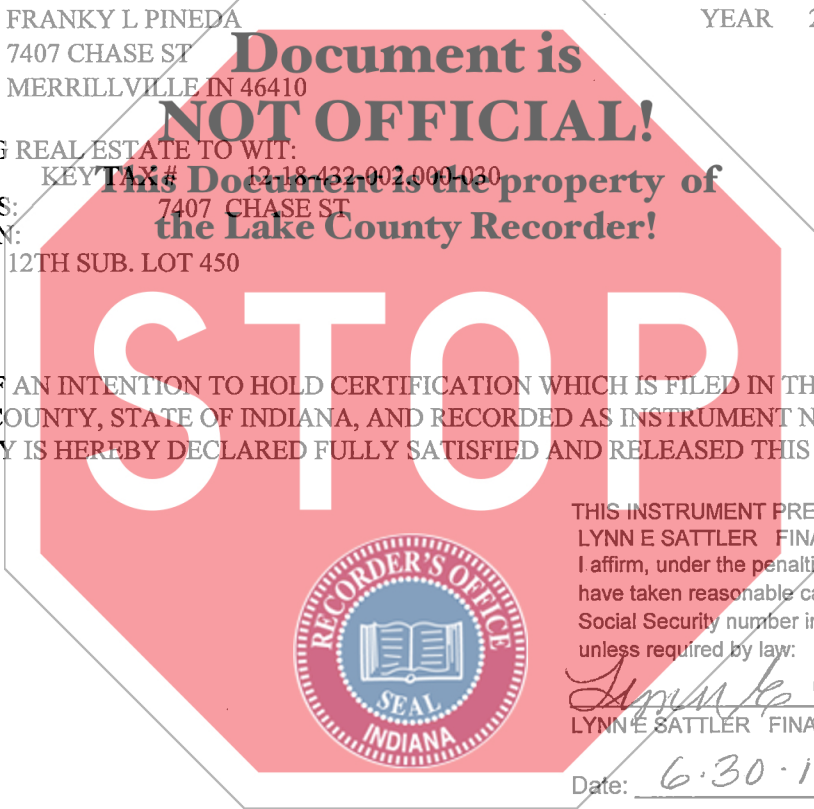 FRANKY L PINEDA YEAR 2
7407 CHASE ST
MERRILLVILLE IN 46410
Document is
NOT OFFICIAL!
This Document is the property of
the Lake County Recorder!
G REAL ESTATE TO WIT:
KEY TAX # 12-18-432-002.000-030
S: 7407 CHASE ST
N:
12TH SUB. LOT 450
STOP
F AN INTENTION TO HOLD CERTIFICATION WHICH IS FILED IN TH
COUNTY, STATE OF INDIANA, AND RECORDED AS INSTRUMENT N
Y IS HEREBY DECLARED FULLY SATISFIED AND RELEASED THIS
THIS INSTRUMENT PRE
LYNN E SATTLER FINA
I affirm, under the penalti
have taken reasonable ca
Social Security number in
unless required by law:
Lynn E
LYNN E SATTLER FINA
Date: 6.30.1
RECORDER'S OFFICE
SEAL
INDIANA